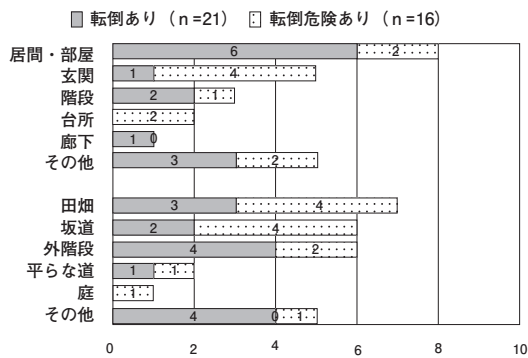 転倒あり（n=21） 転倒危険あり（n=16）
居間・部屋 6 2
玄関 1 4
階段 2 1
台所 2
廊下 1 0
その他 3 2
田畑 3 4
坂道 2 4
外階段 4 2
平らな道 1 1
庭 1
その他 4 0 1
0 2 4 6 8 10